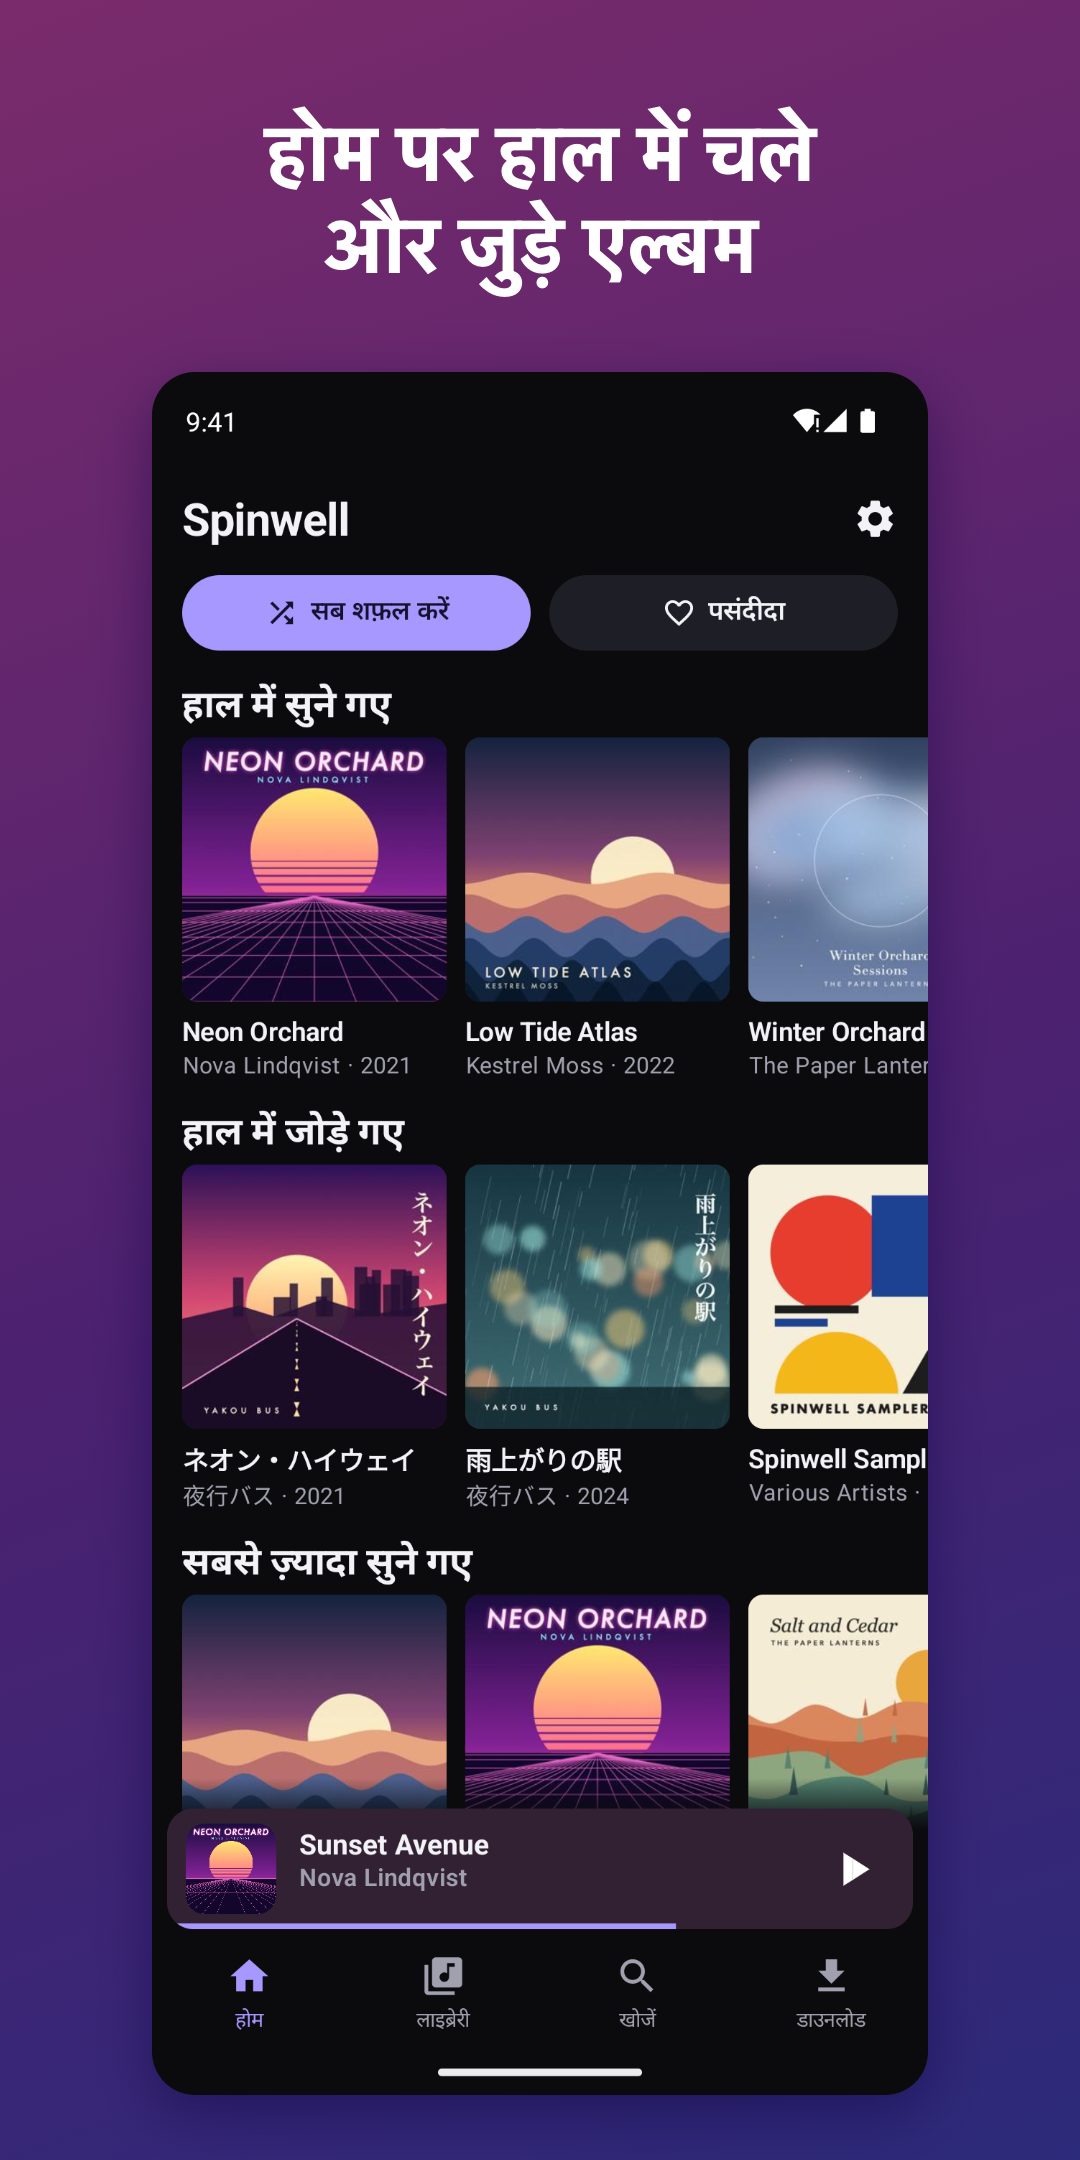 होम पर हाल में चले
और जुड़े एल्बम
9:41
Spinwell
सब शफ़ल करें
पसंदीदा
हाल में सुने गए
NEON ORCHARD
NOVA LINDQVIST
LOW TIDE ATLAS
KESTREL MOSS
Winter Orchard
Sessions
THE PAPER LANTERN
Neon Orchard
Nova Lindqvist · 2021
Low Tide Atlas
Kestrel Moss · 2022
Winter Orchard
The Paper Lanter
हाल में जोड़े गए
ネオン・ハイウェイ
YAKOU BUS
雨上がりの駅
YAKOU BUS
SPINWELL SAMPLER
ネオン・ハイウェイ
夜行バス · 2021
雨上がりの駅
夜行バス · 2024
Spinwell Sampl
Various Artists ·
सबसे ज़्यादा सुने गए
NEON ORCHARD
NOVA LINDQVIST
Salt and Cedar
THE PAPER LANTERNS
NEON ORCHARD
Sunset Avenue
Nova Lindqvist
होम
लाइब्रेरी
खोजें
डाउनलोड